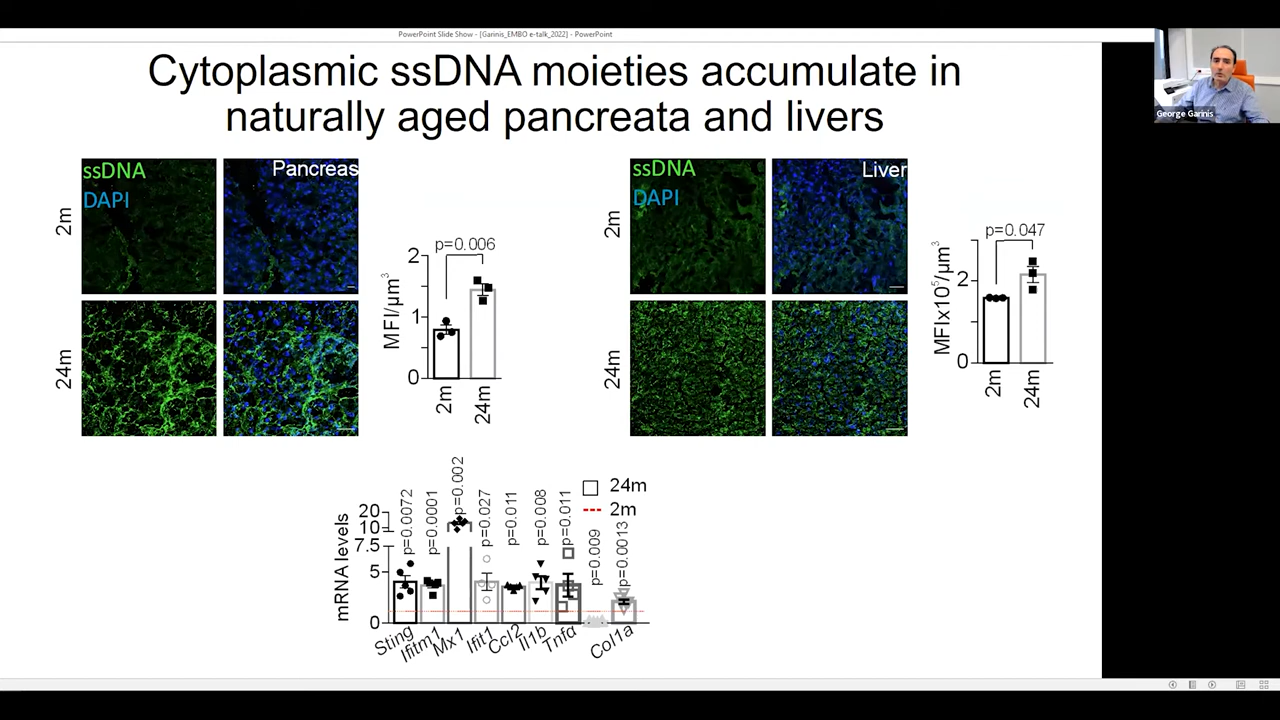 PowerPoint Slide Show - [Garinis_EMBO e-talk_2022] - PowerPoint
Cytoplasmic ssDNA moieties accumulate in
naturally aged pancreata and livers
George Garinis
ssDNA
DAPI
Pancreas
2m
24m
p=0.006
MFI/µm³
2
1
0
2m
24m
ssDNA
DAPI
Liver
2m
24m
p=0.047
MFIx10⁵/µm³
2
0
2m
24m
mRNA levels
20
10
7.5
5
0
p=0.0072
p=0.0001
p=0.002
p=0.027
p=0.011
p=0.008
p=0.011
p=0.009
p=0.0013
24m
2m
Sting
Ifitm1
Mx1
Ifit1
Ccl2
Il1b
Tnfα
Col1a